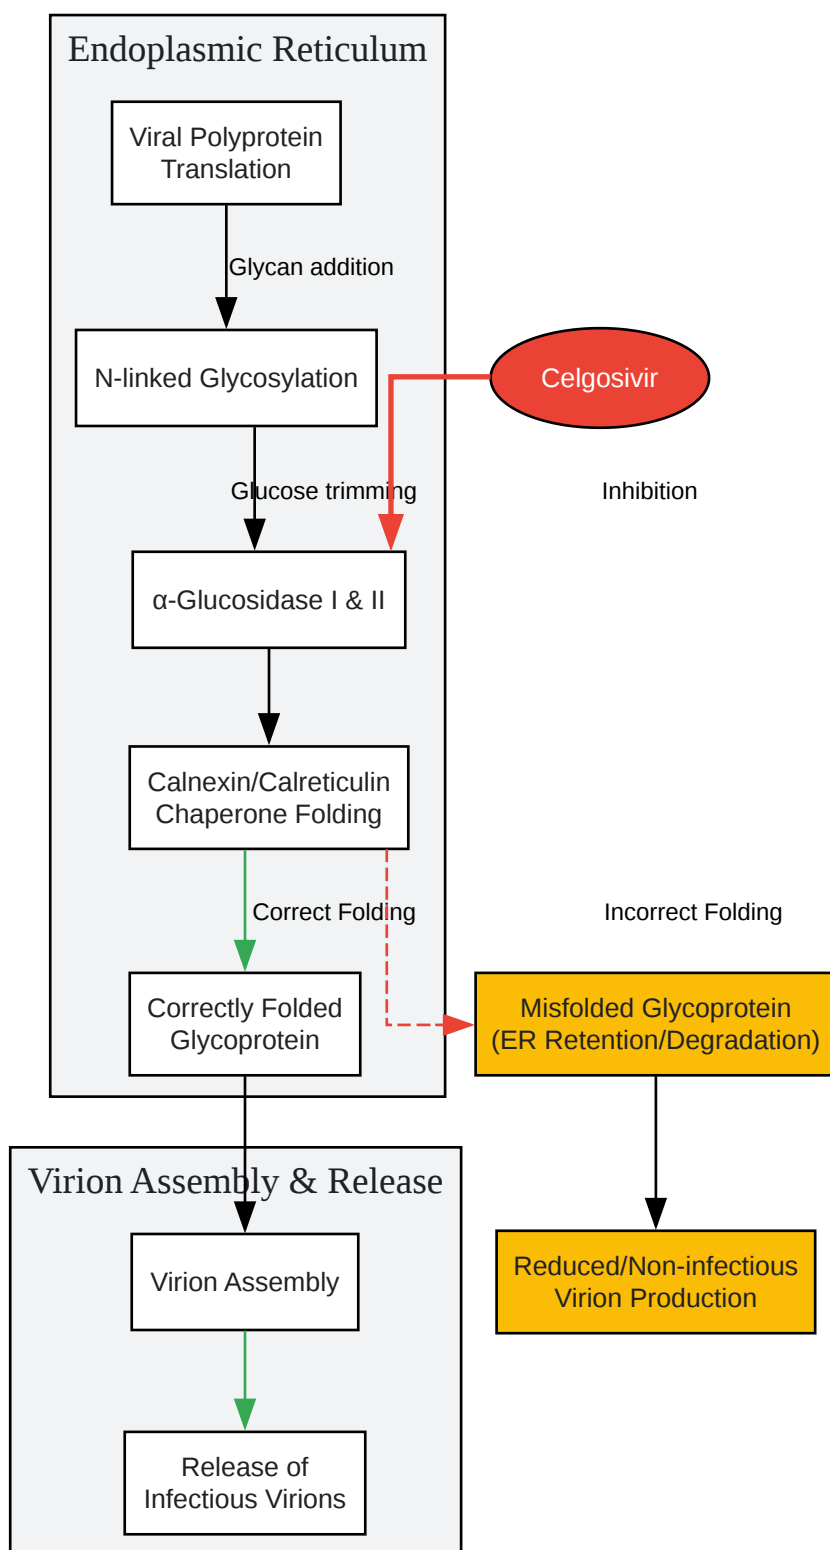 Endoplasmic Reticulum
Viral Polyprotein
Translation
Glycan addition
N-linked Glycosylation
Celgosivir
Glucose trimming
Inhibition
α-Glucosidase I & II
Calnexin/Calreticulin
Chaperone Folding
Correct Folding
Incorrect Folding
Correctly Folded
Glycoprotein
Misfolded Glycoprotein
(ER Retention/Degradation)
Virion Assembly & Release
Virion Assembly
Reduced/Non-infectious
Virion Production
Release of
Infectious Virions